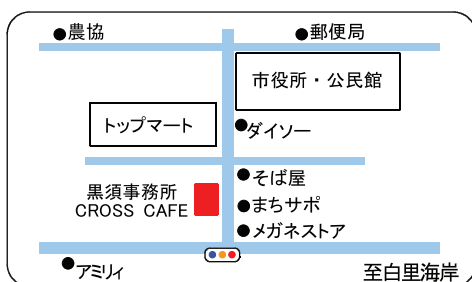 ●農協
●郵便局
市役所・公民館
トップマート
●ダイソー
●そば屋
黒須事務所
CROSS CAFE
●まちサポ
●メガネストア
●アミリィ
至白里海岸